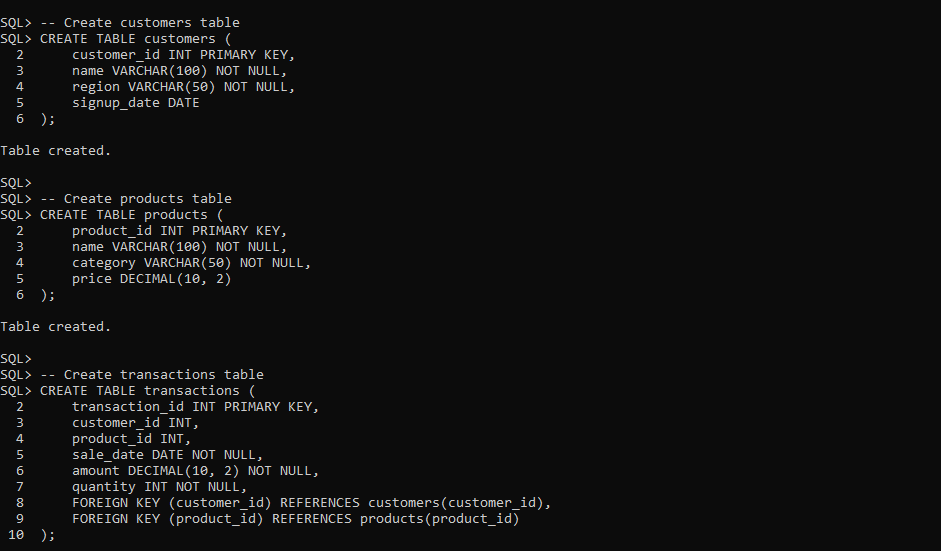 SQL> -- Create customers table
SQL> CREATE TABLE customers (
  2      customer_id INT PRIMARY KEY,
  3      name VARCHAR(100) NOT NULL,
  4      region VARCHAR(50) NOT NULL,
  5      signup_date DATE
  6  );

Table created.

SQL>
SQL> -- Create products table
SQL> CREATE TABLE products (
  2      product_id INT PRIMARY KEY,
  3      name VARCHAR(100) NOT NULL,
  4      category VARCHAR(50) NOT NULL,
  5      price DECIMAL(10, 2)
  6  );

Table created.

SQL>
SQL> -- Create transactions table
SQL> CREATE TABLE transactions (
  2      transaction_id INT PRIMARY KEY,
  3      customer_id INT,
  4      product_id INT,
  5      sale_date DATE NOT NULL,
  6      amount DECIMAL(10, 2) NOT NULL,
  7      quantity INT NOT NULL,
  8      FOREIGN KEY (customer_id) REFERENCES customers(customer_id),
  9      FOREIGN KEY (product_id) REFERENCES products(product_id)
 10  );